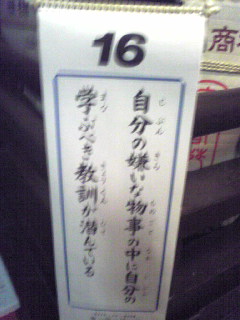 16
自分の嫌いな物事の中に自分の
学ぶべき教訓が潜んでいる
商